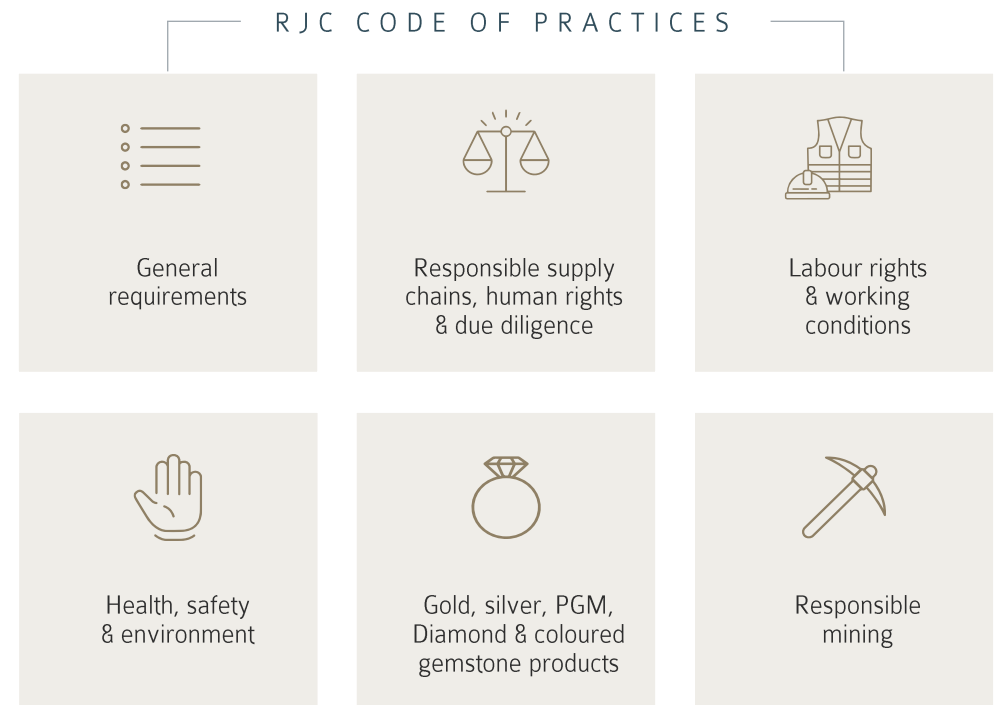 RJC CODE OF PRACTICES
General
requirements
Responsible supply
chains, human rights
& due diligence
Labour rights
& working
conditions
Health, safety
& environment
Gold, silver, PGM,
Diamond & coloured
gemstone products
Responsible
mining